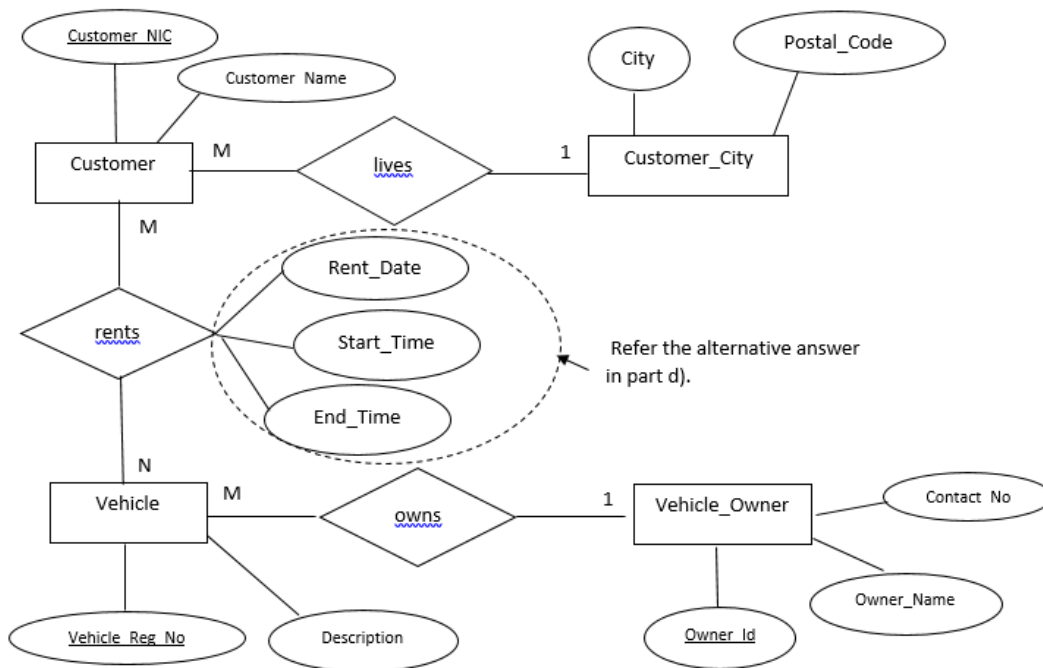 Customer_NIC
Customer_Name
City
Postal_Code
Customer
M
lives
1
Customer_City
M
Rent_Date
rents
Start_Time
Refer the alternative answer
in part d).
End_Time
N
Vehicle
M
owns
1
Vehicle_Owner
Contact_No
Owner_Name
Vehicle_Reg_No
Description
Owner_Id